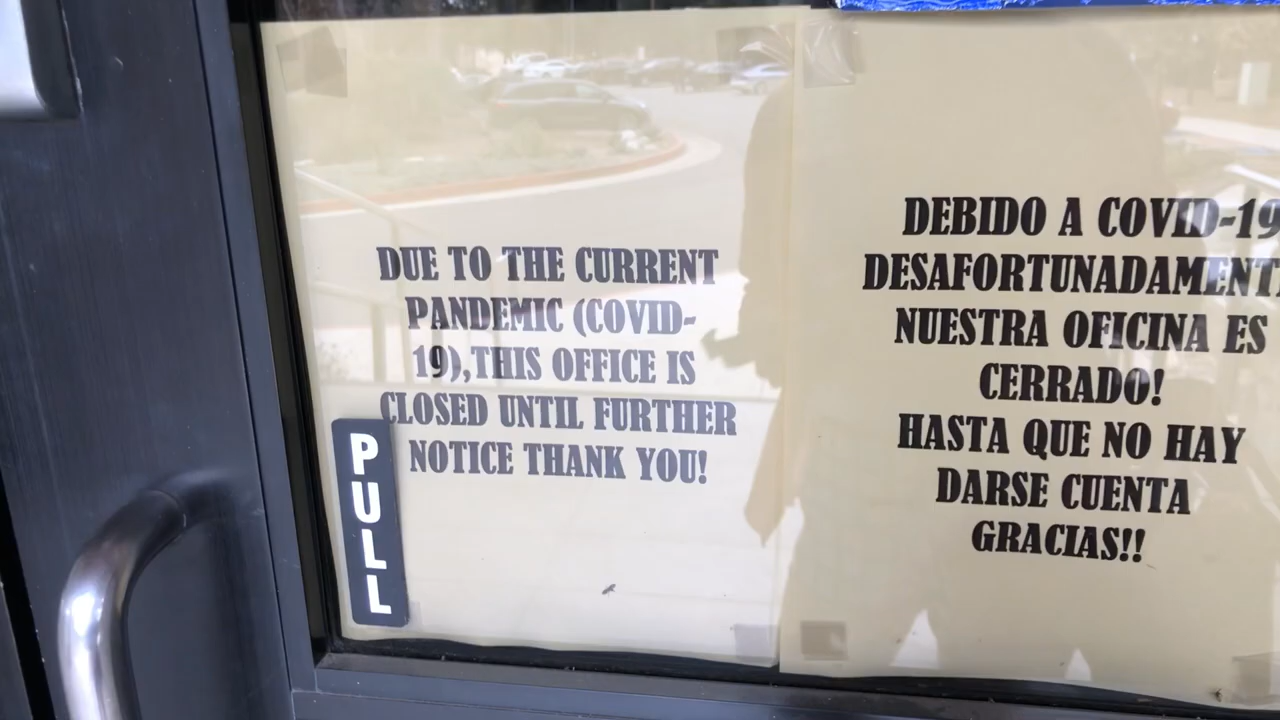 DUE TO THE CURRENT
PANDEMIC (COVID-
19),THIS OFFICE IS
CLOSED UNTIL FURTHER
NOTICE THANK YOU!
PULL
DEBIDO A COVID-19
DESAFORTUNADAMENT
NUESTRA OFICINA ES
CERRADO!
HASTA QUE NO HAY
DARSE CUENTA
GRACIAS!!